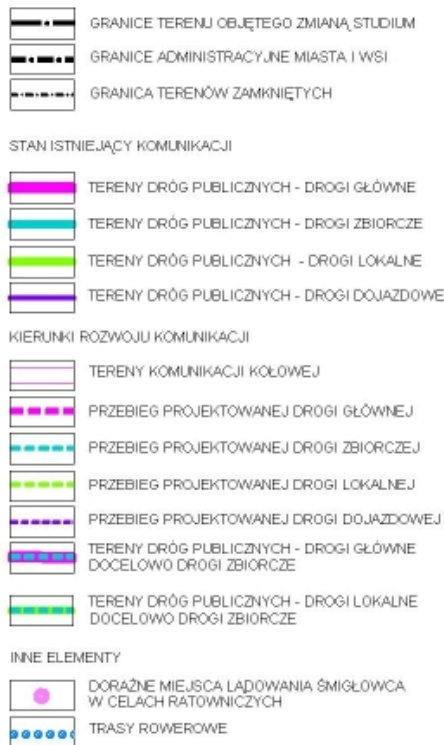 GRANICE TERENU OBJĘTEGO ZMIANĄ STUDIUM
GRANICE ADMINISTRACYJNE MIASTA I WSI
GRANICA TERENÓW ZAMKNIĘTYCH
STAN ISTNIEJĄCY KOMUNIKACJI
TERENY DRÓG PUBLICZNYCH - DROGI GŁÓWNE
TERENY DRÓG PUBLICZNYCH - DROGI ZBIORCZE
TERENY DRÓG PUBLICZNYCH - DROGI LOKALNE
TERENY DRÓG PUBLICZNYCH - DROGI DOJAZDOWE
KIERUNKI ROZWOJU KOMUNIKACJI
TERENY KOMUNIKACJI KOŁOWEJ
PRZEBIEG PROJEKTOWANEJ DROGI GŁÓWNEJ
PRZEBIEG PROJEKTOWANEJ DROGI ZBIORCZEJ
PRZEBIEG PROJEKTOWANEJ DROGI LOKALNEJ
PRZEBIEG PROJEKTOWANEJ DROGI DOJAZDOWEJ
TERENY DRÓG PUBLICZNYCH - DROGI GŁÓWNE
DOCELOWO DROGI ZBIORCZE
TERENY DRÓG PUBLICZNYCH - DROGI LOKALNE
DOCELOWO DROGI ZBIORCZE
INNE ELEMENTY
DORAŹNE MIEJSCA LĄDOWANIA ŚMIGŁOWCA
W CELACH RATOWNICZYCH
TRASY ROWEROWE